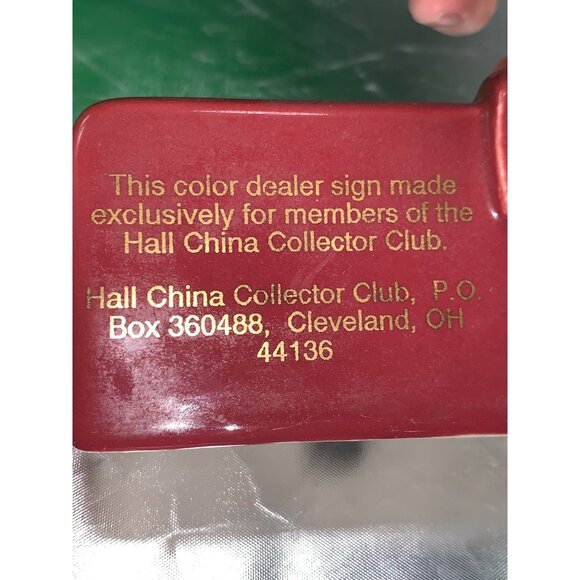 This color dealer sign made
exclusively for members of the
Hall China Collector Club.
Hall China Collector Club, P.O.
Box 360488, Cleveland, OH
44136